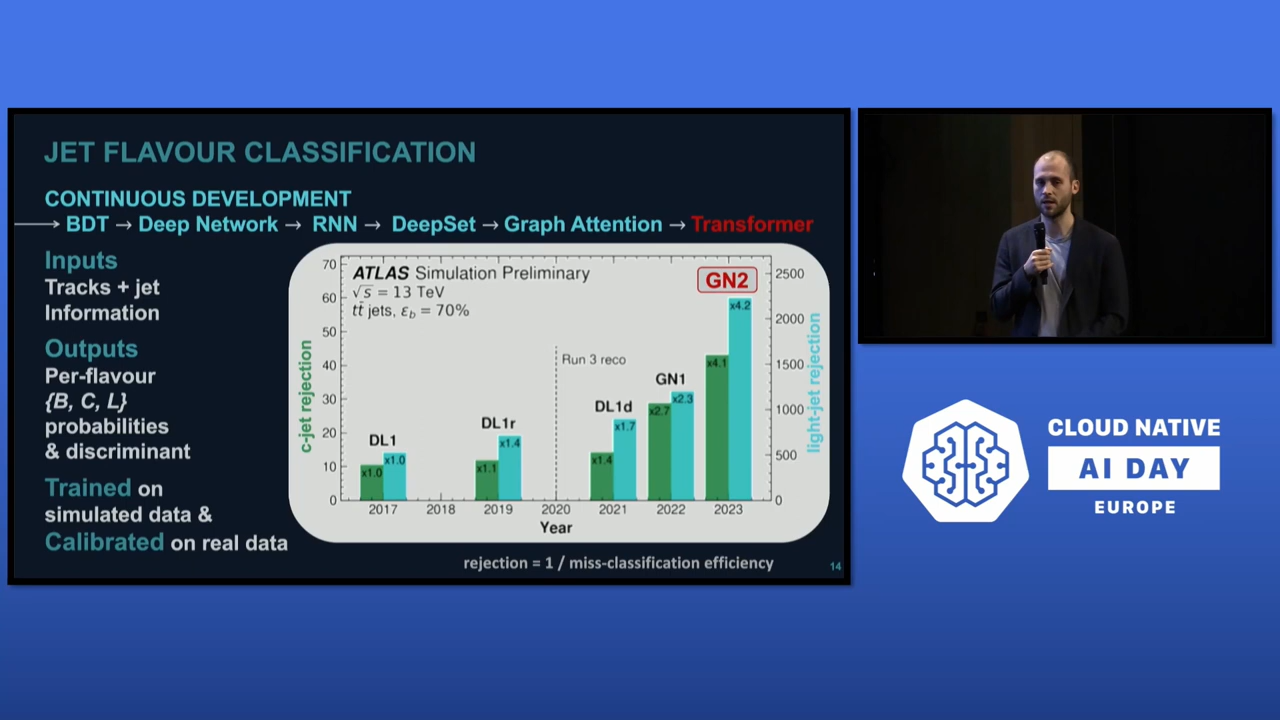 JET FLAVOUR CLASSIFICATION
CONTINUOUS DEVELOPMENT
→ BDT → Deep Network → RNN → DeepSet → Graph Attention → Transformer
Inputs
Tracks + jet
Information
Outputs
Per-flavour
{B, C, L}
probabilities
& discriminant
Trained on
simulated data &
Calibrated on real data
ATLAS Simulation Preliminary
√s = 13 TeV
tt̄ jets, εb = 70%
c-jet rejection
70
60
50
40
30
20
10
0
DL1
x1.0
x1.0
DL1r
x1.1
x1.4
Run 3 reco
DL1d
x1.4
x1.7
GN1
x2.7
x2.3
GN2
x4.1
x4.2
2500
2000
1500
1000
500
0
light-jet rejection
2017 2018 2019 2020 2021 2022 2023
Year
rejection = 1 / miss-classification efficiency
14
CLOUD NATIVE
AI DAY
EUROPE